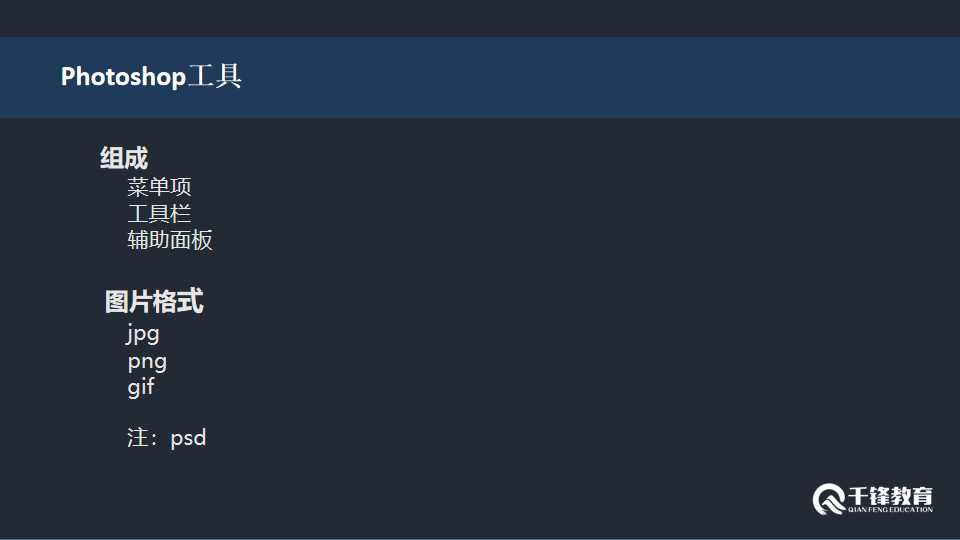 Photoshop工具
组成
菜单项
工具栏
辅助面板
图片格式
jpg
png
gif
注：psd
千锋教育
QIAN FENG EDUCATION